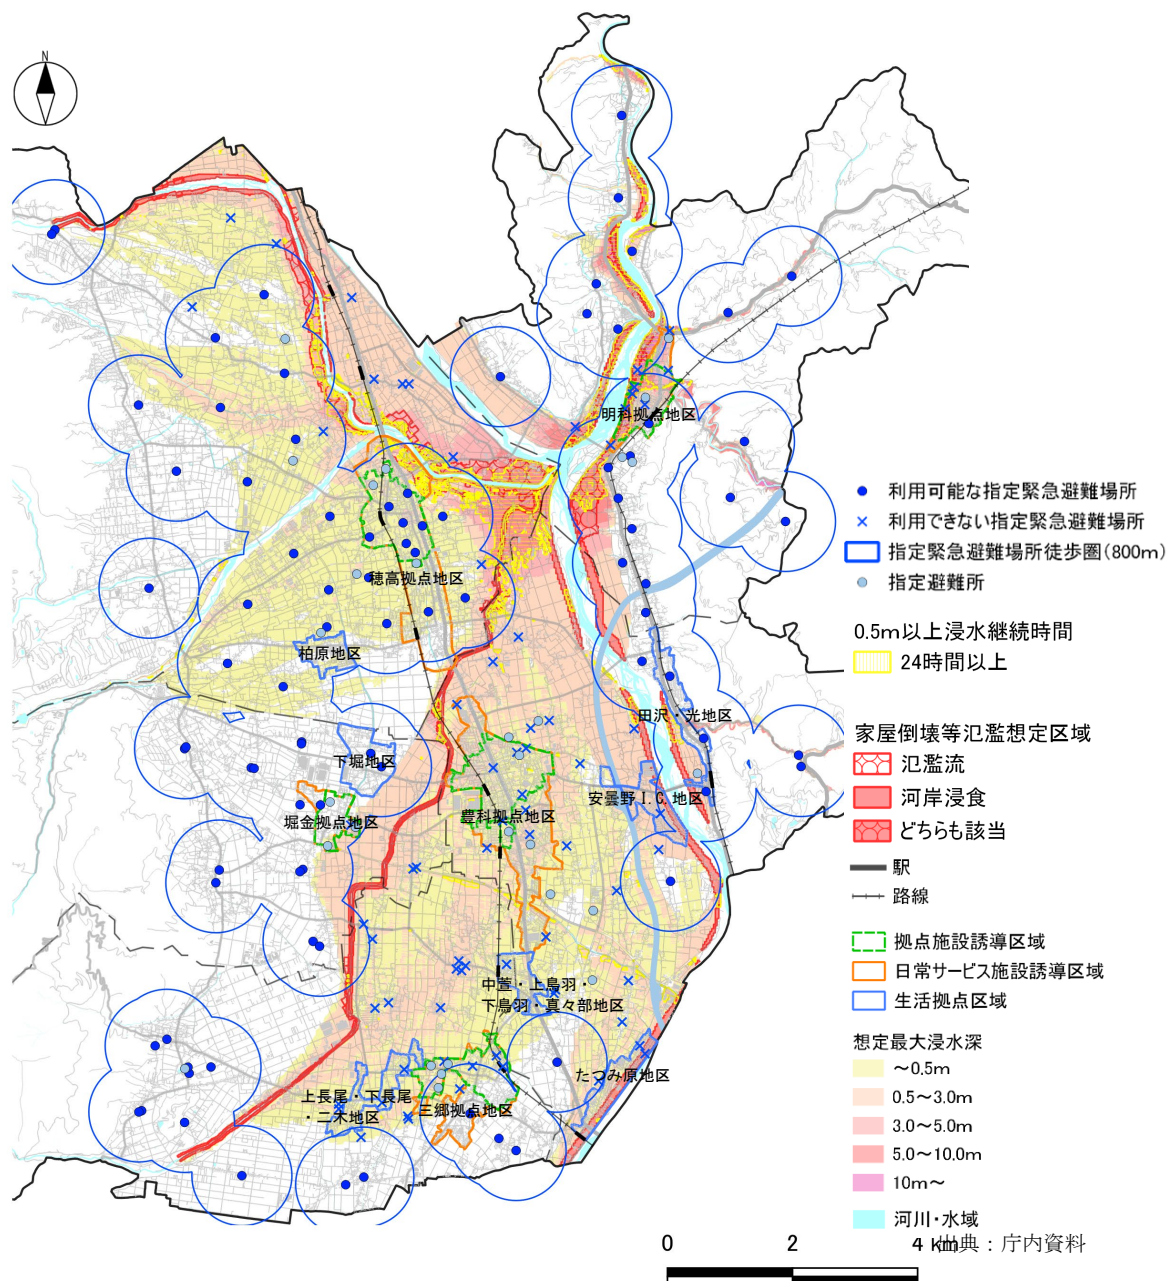 N
明科拠点地区
穂高拠点地区
柏原地区
下堀地区
堀金拠点地区
豊科拠点地区
田沢・光地区
安曇野I.C.地区
中萱・上鳥羽・
下鳥羽・真々部地区
たつみ原地区
上長尾・下長尾
・二木地区
三郷拠点地区
利用可能な指定緊急避難場所
利用できない指定緊急避難場所
指定緊急避難場所徒歩圏(800m)
指定避難所
0.5m以上浸水継続時間
24時間以上
家屋倒壊等氾濫想定区域
氾濫流
河岸浸食
どちらも該当
駅
路線
拠点施設誘導区域
日常サービス施設誘導区域
生活拠点区域
想定最大浸水深
～0.5m
0.5～3.0m
3.0～5.0m
5.0～10.0m
10m～
河川・水域
0 2 4 km
出典：庁内資料